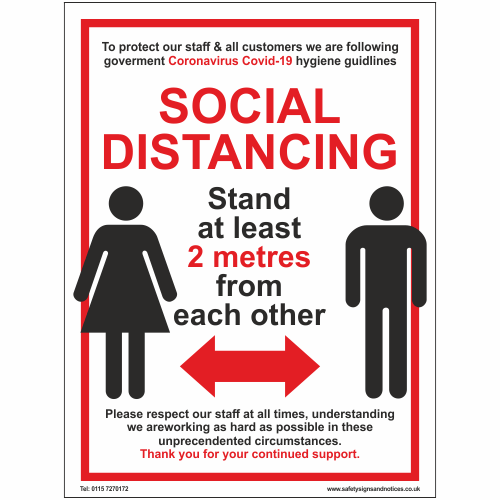 To protect our staff & all customers we are following
goverment Coronavirus Covid-19 hygiene guidlines
SOCIAL
DISTANCING
Stand
at least
2 metres
from
each other
Please respect our staff at all times, understanding
we areworking as hard as possible in these
unprecendented circumstances.
Thank you for your continued support.
Tel: 0115 7270172
www.safetysignsandnotices.co.uk